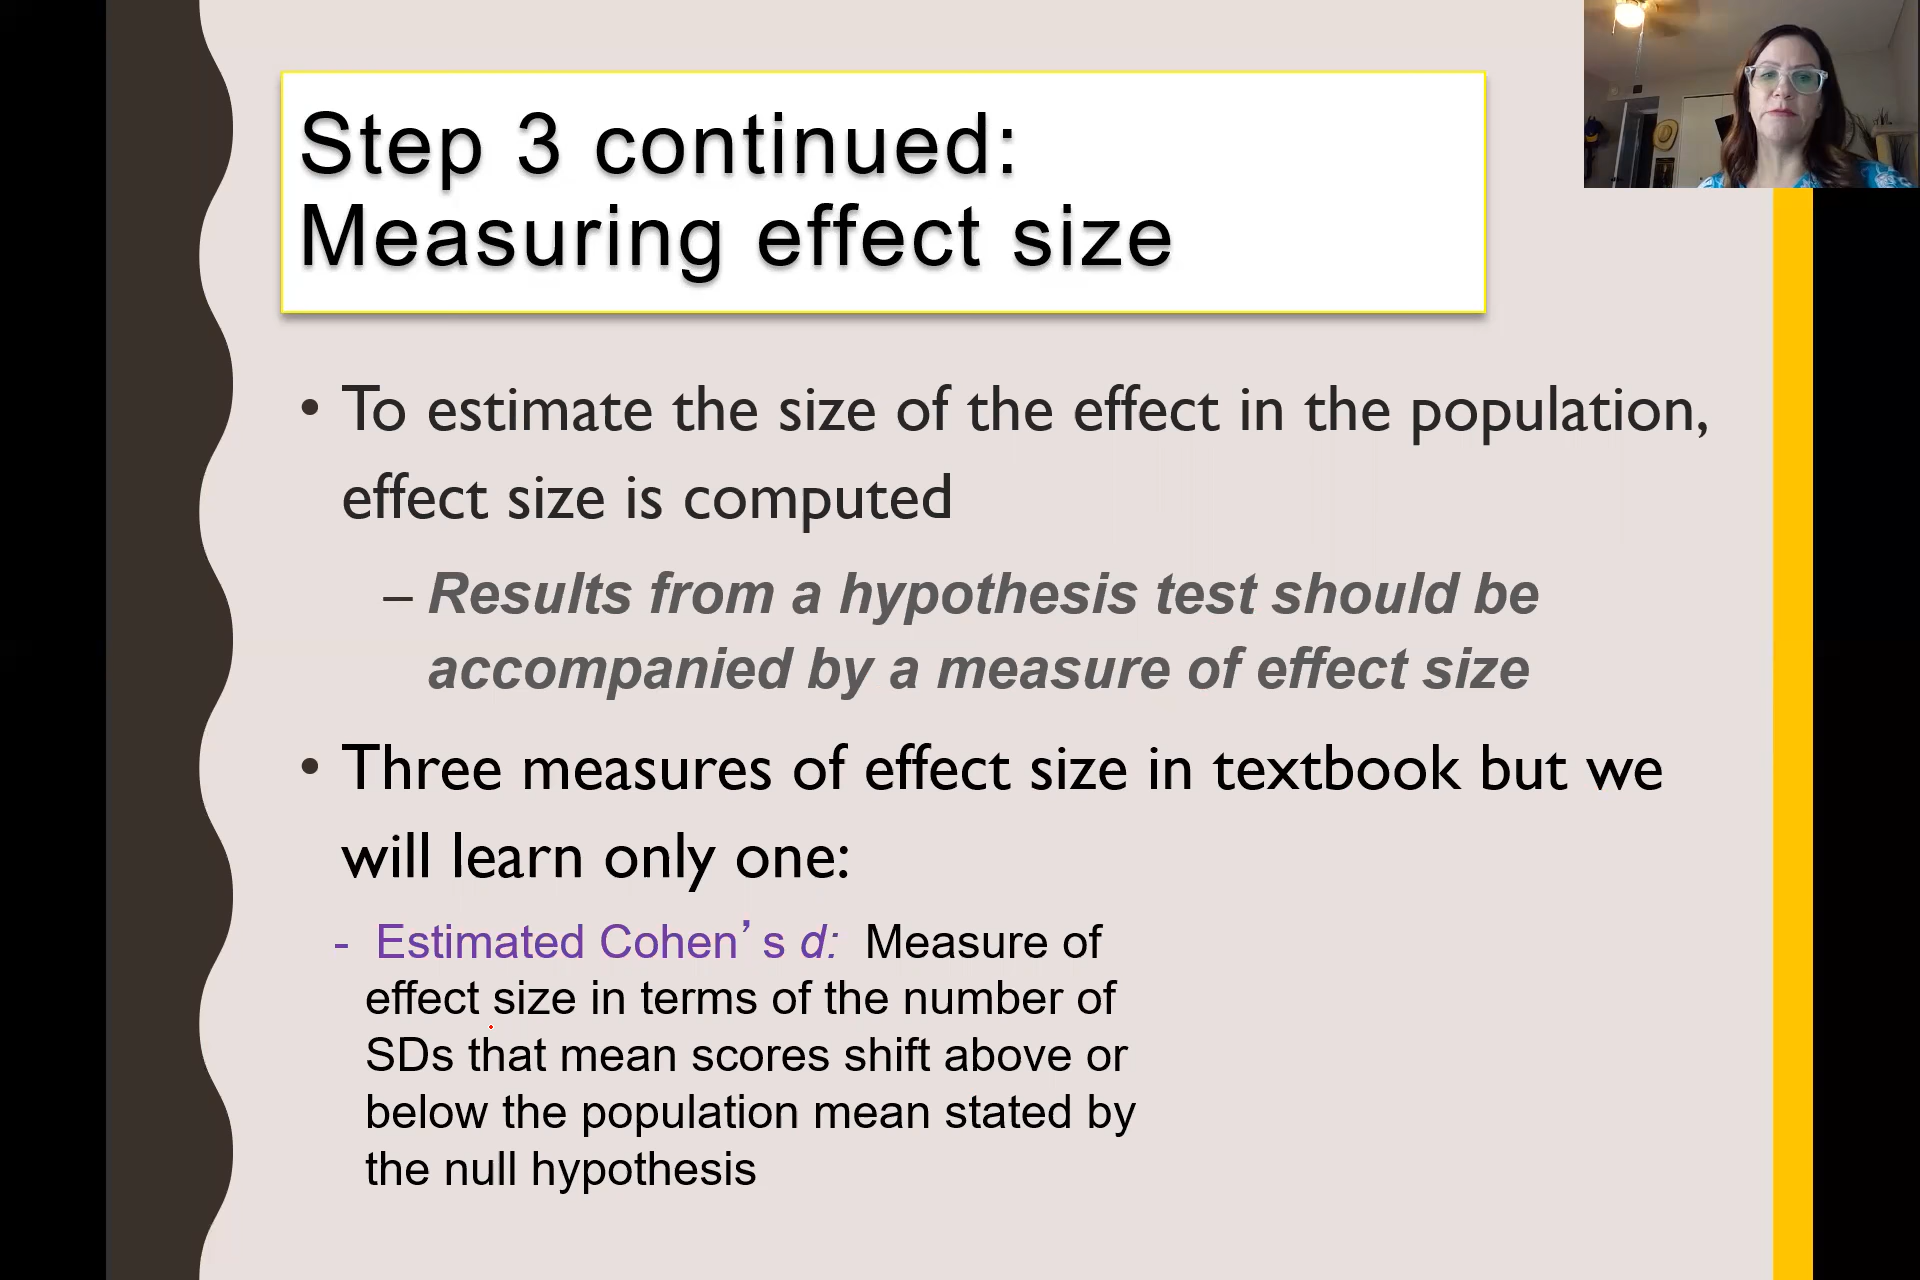 Step 3 continued:
Measuring effect size
• To estimate the size of the effect in the population,
effect size is computed
– Results from a hypothesis test should be
accompanied by a measure of effect size
• Three measures of effect size in textbook but we
will learn only one:
- Estimated Cohen’s d: Measure of
effect size in terms of the number of
SDs that mean scores shift above or
below the population mean stated by
the null hypothesis